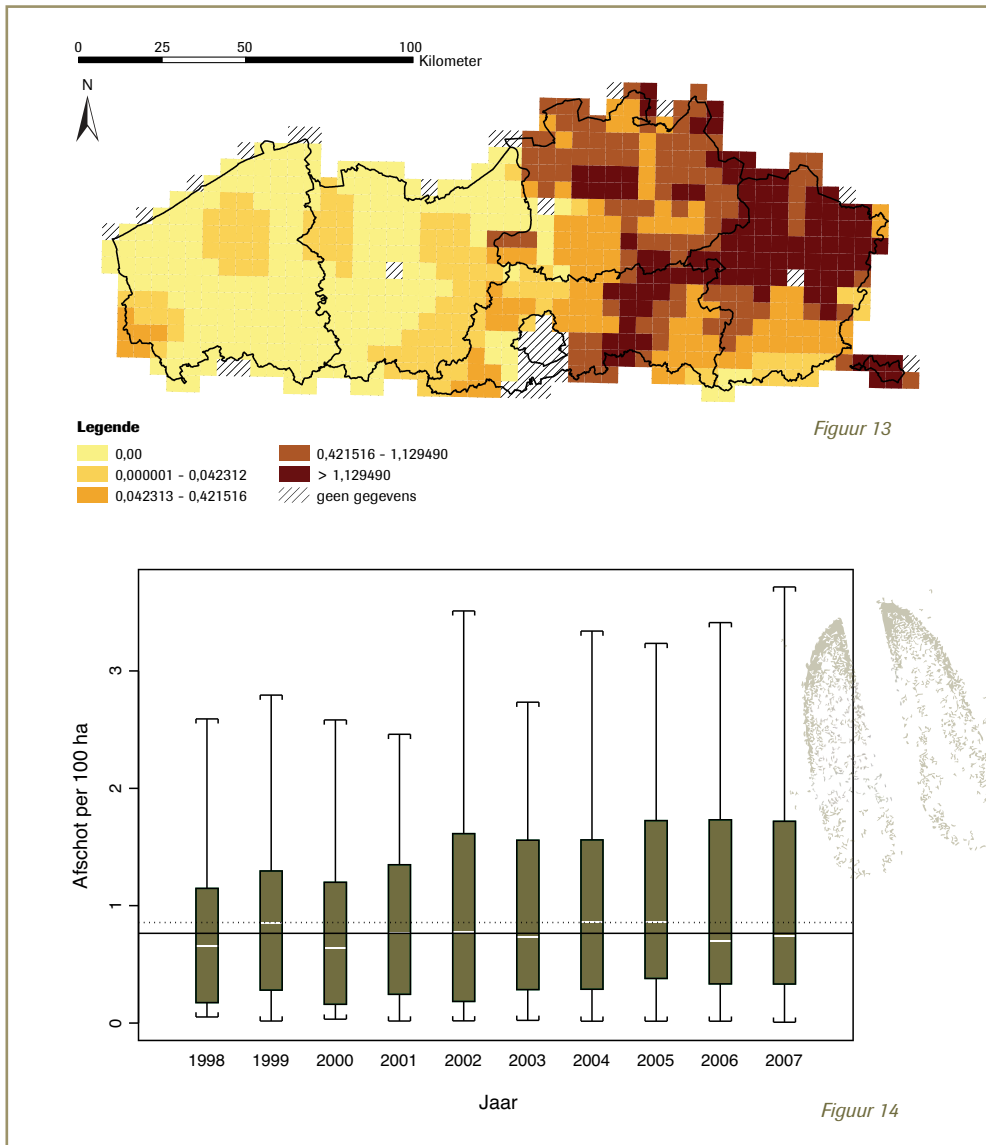 0 25 50 100
Kilometer
N
Figuur 13
Legende
0,00
0,000001 - 0,042312
0,042313 - 0,421516
0,421516 - 1,129490
> 1,129490
geen gegevens
Afschot per 100 ha
3
2
1
0
1998 1999 2000 2001 2002 2003 2004 2005 2006 2007
Jaar
Figuur 14